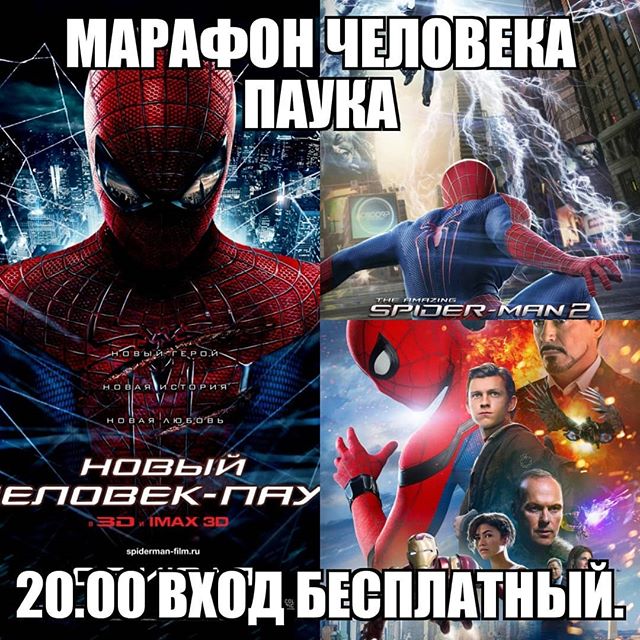 МАРАФОН ЧЕЛОВЕКА
ПАУКА
OSCORP
THE AMAZING
SPIDER-MAN 2
НОВЫЙ ГЕРОЙ
НОВАЯ ИСТОРИЯ
НОВАЯ ЛЮБОВЬ
НОВЫЙ
ЕЛОВЕК-ПАУ
В 3D И IMAX 3D
spiderman-film.ru
20.00 ВХОД БЕСПЛАТНЫЙ.